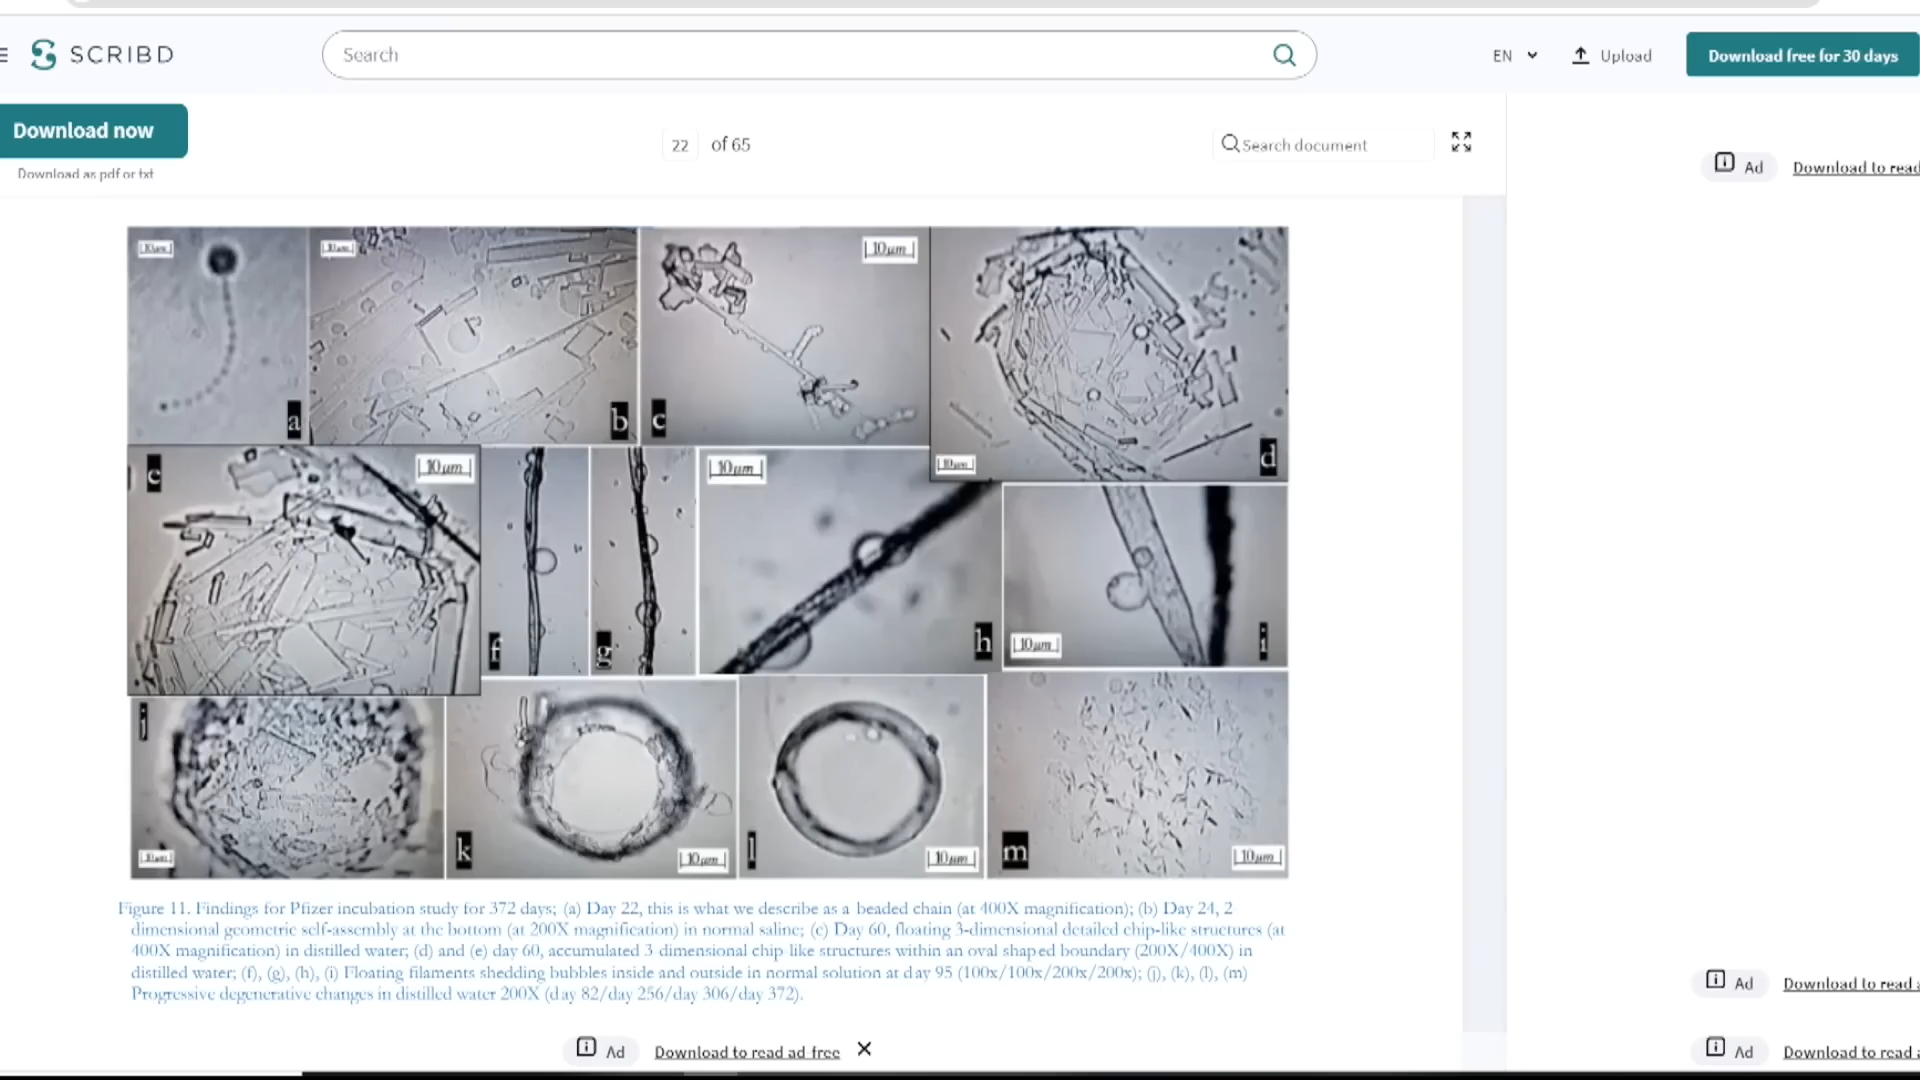 SCRIBD
Search
EN
Upload
Download free for 30 days
Download now
Download as pdf or txt
22 of 65
Search document
Ad Download to read
10μm
10μm
10μm
a
b
c
d
10μm
e
10μm
f
g
10μm
h
10μm
i
j
10μm
k
10μm
l
10μm
m
10μm
Figure 11. Findings for Pfizer incubation study for 372 days; (a) Day 22, this is what we describe as a beaded chain (at 400X magnification); (b) Day 24, 2
dimensional geometric self-assembly at the bottom (at 200X magnification) in normal saline; (c) Day 60, floating 3-dimensional detailed chip-like structures (at
400X magnification) in distilled water; (d) and (e) day 60, accumulated 3 dimensional chip-like structures within an oval shaped boundary (200X/400X) in
distilled water; (f), (g), (h), (i) Floating filaments shedding bubbles inside and outside in normal solution at day 95 (100x/100x/200x/200x); (j), (k), (l), (m)
Progressive degenerative changes in distilled water 200X (day 82/day 256/day 306/day 372).
Ad Download to read a
Ad Download to read ad-free
Ad Download to read a